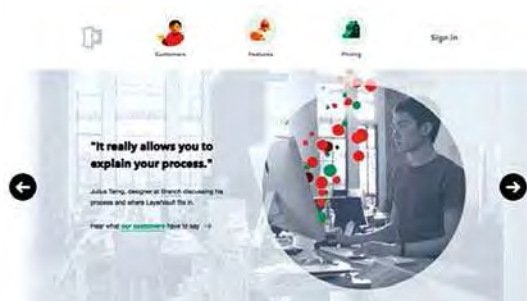 Customers
Features
Pricing
Sign in
"It really allows you to
explain your process."
Julius Tarng, designer at Branch discussing his
process and where LayerVault fits in.
Hear what our customers have to say →